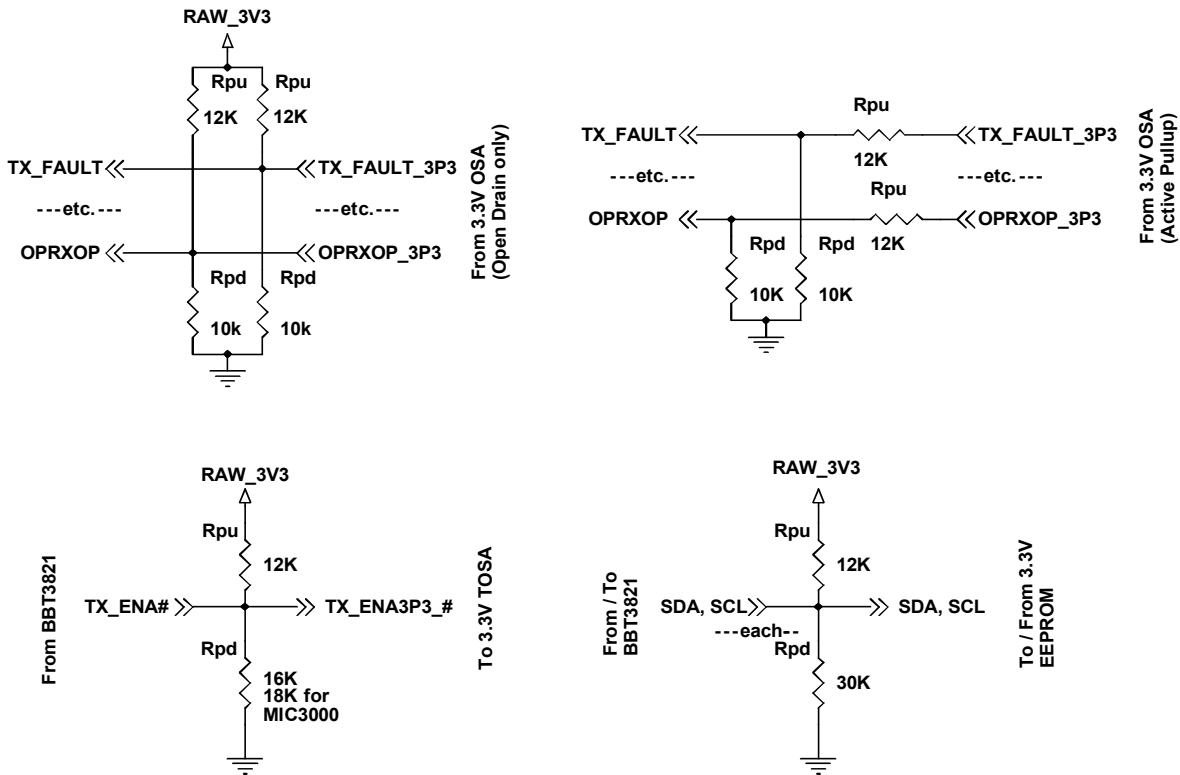 RAW_3V3
Rpu Rpu
12K 12K
TX_FAULT TX_FAULT_3P3
---etc.--- ---etc.---
OPRXOP OPRXOP_3P3
Rpd Rpd
10k 10k
From 3.3V OSA
(Open Drain only)
Rpu
TX_FAULT TX_FAULT_3P3
12K
---etc.--- Rpu ---etc.---
OPRXOP OPRXOP_3P3
Rpd Rpd 12K
10K 10K
From 3.3V OSA
(Active Pullup)
RAW_3V3
Rpu
12K
From BBT3821
TX_ENA# TX_ENA3P3_#
To 3.3V TOSA
Rpd
16K
18K for
MIC3000
RAW_3V3
Rpu
12K
From / To
BBT3821
SDA, SCL SDA, SCL
---each--
Rpd
30K
To / From 3.3V
EEPROM